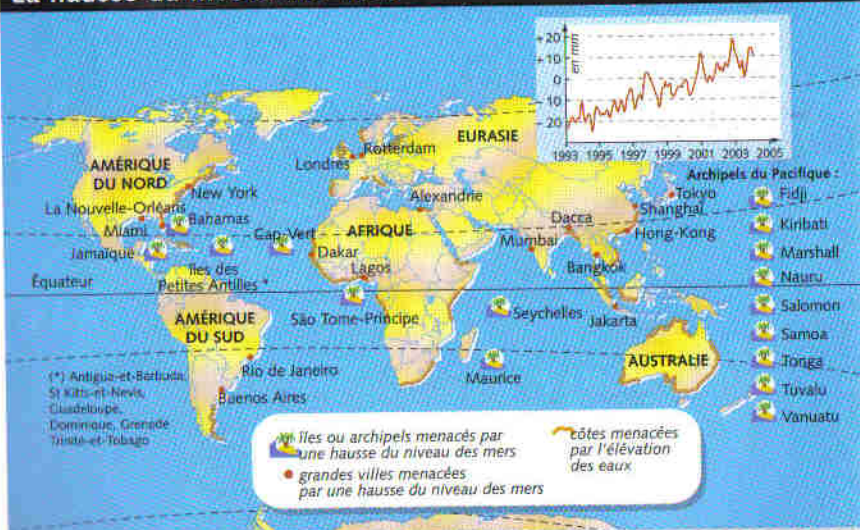 +20
+10
0
10
20
en mm
1993 1995 1997 1999 2001 2003 2005
EURASIE
AMÉRIQUE
DU NORD
Londres
Rotterdam
New York
La Nouvelle-Orléans
Miami
Bahamas
Jamaïque
Îles des
Petites Antilles *
Cap-Vert
AFRIQUE
Dakar
Lagos
Alexandrie
Dacca
Mumbai
Bangkok
Tokyo
Shanghai
Hong-Kong
Équateur
AMÉRIQUE
DU SUD
São Tome-Principe
Seychelles
Jakarta
Maurice
AUSTRALIE
Rio de Janeiro
Buenos Aires
Archipels du Pacifique :
Fidji
Kiribati
Marshall
Nauru
Salomon
Samoa
Tonga
Tuvalu
Vanuatu
(*) Antigua-et-Barbuda,
St Kitts-et-Nevis,
Guadeloupe,
Dominique, Grenade
Trinité-et-Tobago
îles ou archipels menacés par
une hausse du niveau des mers
grandes villes menacées
par une hausse du niveau des mers
côtes menacées
par l'élévation
des eaux